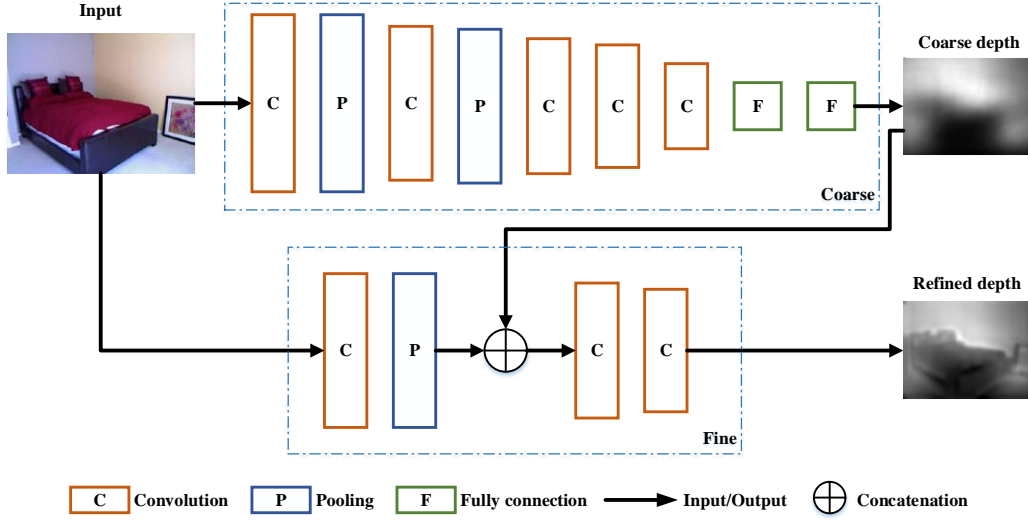 Input
C P C P C C C F F
Coarse depth
Coarse
C P C C
Refined depth
Fine
C Convolution P Pooling F Fully connection Input/Output Concatenation